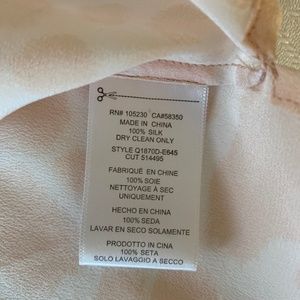 RN# 105230 CA#58350
MADE IN CHINA
100% SILK
DRY CLEAN ONLY
STYLE Q1870D-E645
CUT 514495
FABRIQUÉ EN CHINE
100% SOIE
NETTOYAGE À SEC
UNIQUEMENT
HECHO EN CHINA
100% SEDA
LAVAR EN SECO SOLAMENTE
PRODOTTO IN CINA
100% SETA
SOLO LAVAGGIO A SECCO